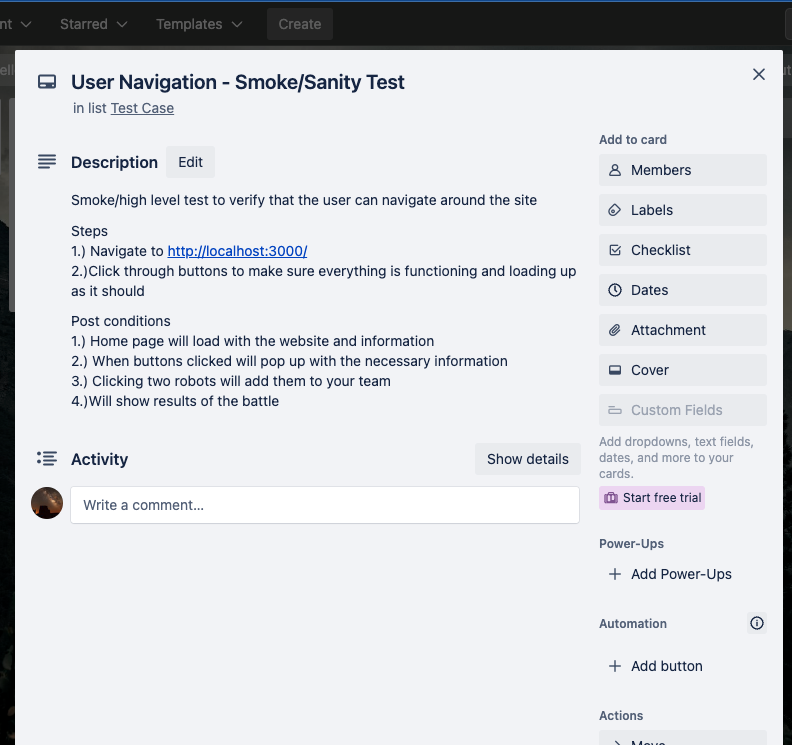 nt
Starred
Templates
Create
User Navigation - Smoke/Sanity Test
in list Test Case
Description
Edit
Smoke/high level test to verify that the user can navigate around the site
Steps
1.) Navigate to http://localhost:3000/
2.)Click through buttons to make sure everything is functioning and loading up
as it should
Post conditions
1.) Home page will load with the website and information
2.) When buttons clicked will pop up with the necessary information
3.) Clicking two robots will add them to your team
4.)Will show results of the battle
Activity
Show details
Write a comment…
Add to card
Members
Labels
Checklist
Dates
Attachment
Cover
Custom Fields
Add dropdowns, text fields,
dates, and more to your
cards.
Start free trial
Power-Ups
Add Power-Ups
Automation
Add button
Actions
Move